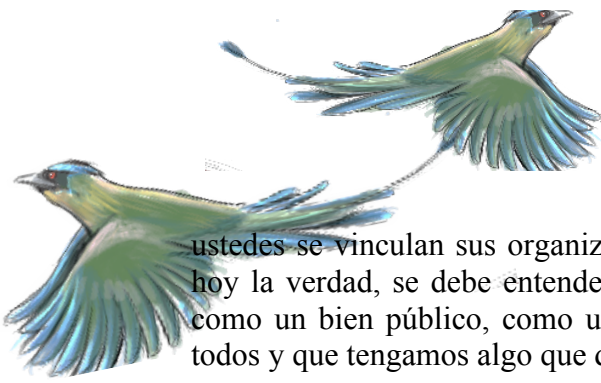 ustedes se vinculan sus organiz
hoy la verdad, se debe entende
como un bien público, como u
todos y que tengamos algo que